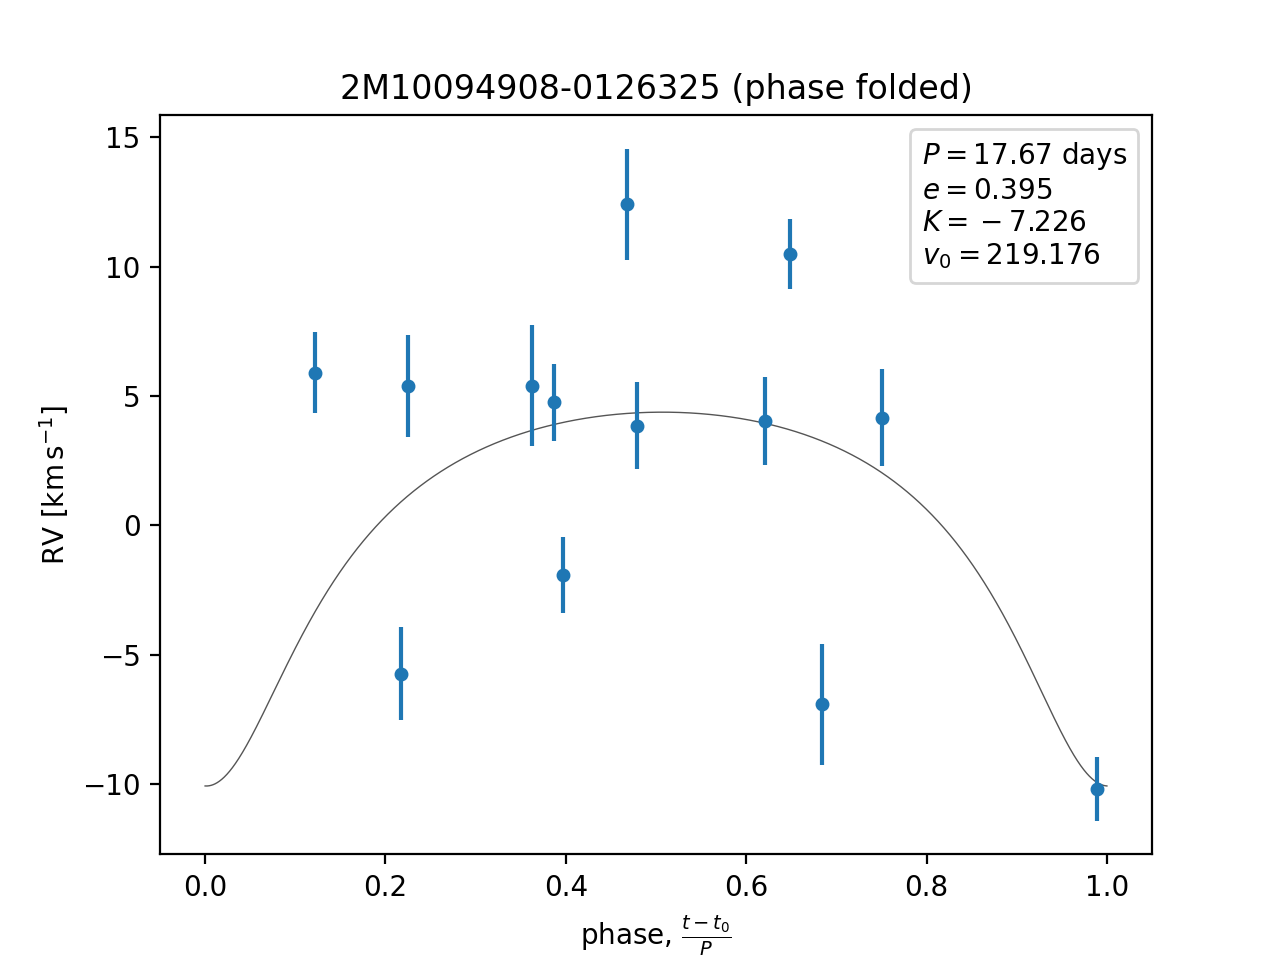 2M10094908-0126325 (phase folded)
P = 17.67 days
e = 0.395
K = −7.226
v₀ = 219.176
RV [km s⁻¹]
15
10
5
0
−5
−10
0.0 0.2 0.4 0.6 0.8 1.0
phase, (t − t₀)/P